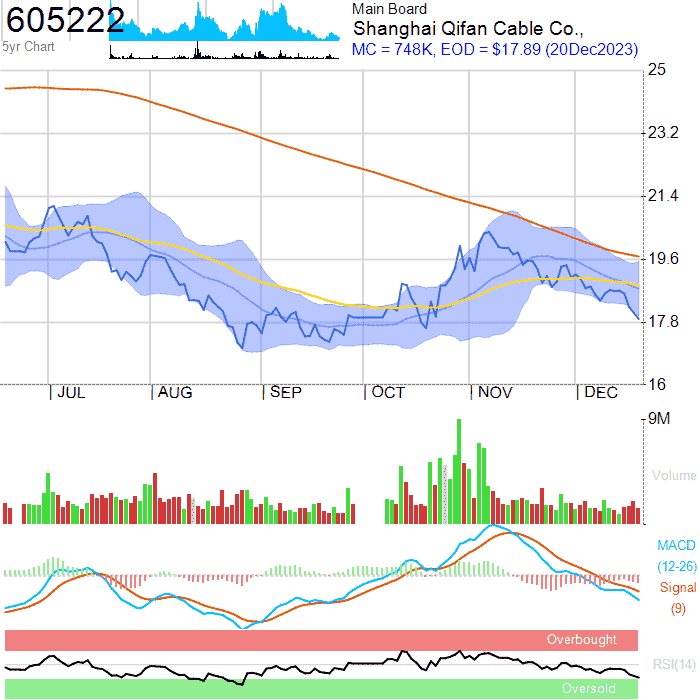 605222
5yr Chart
Main Board
Shanghai Qifan Cable Co.,
MC = 748K, EOD = $17.89 (20Dec2023)
25
23.2
21.4
19.6
17.8
16
JUL
AUG
SEP
OCT
NOV
DEC
9M
Volume
MACD
(12-26)
Signal
(9)
Overbought
RSI(14)
Oversold